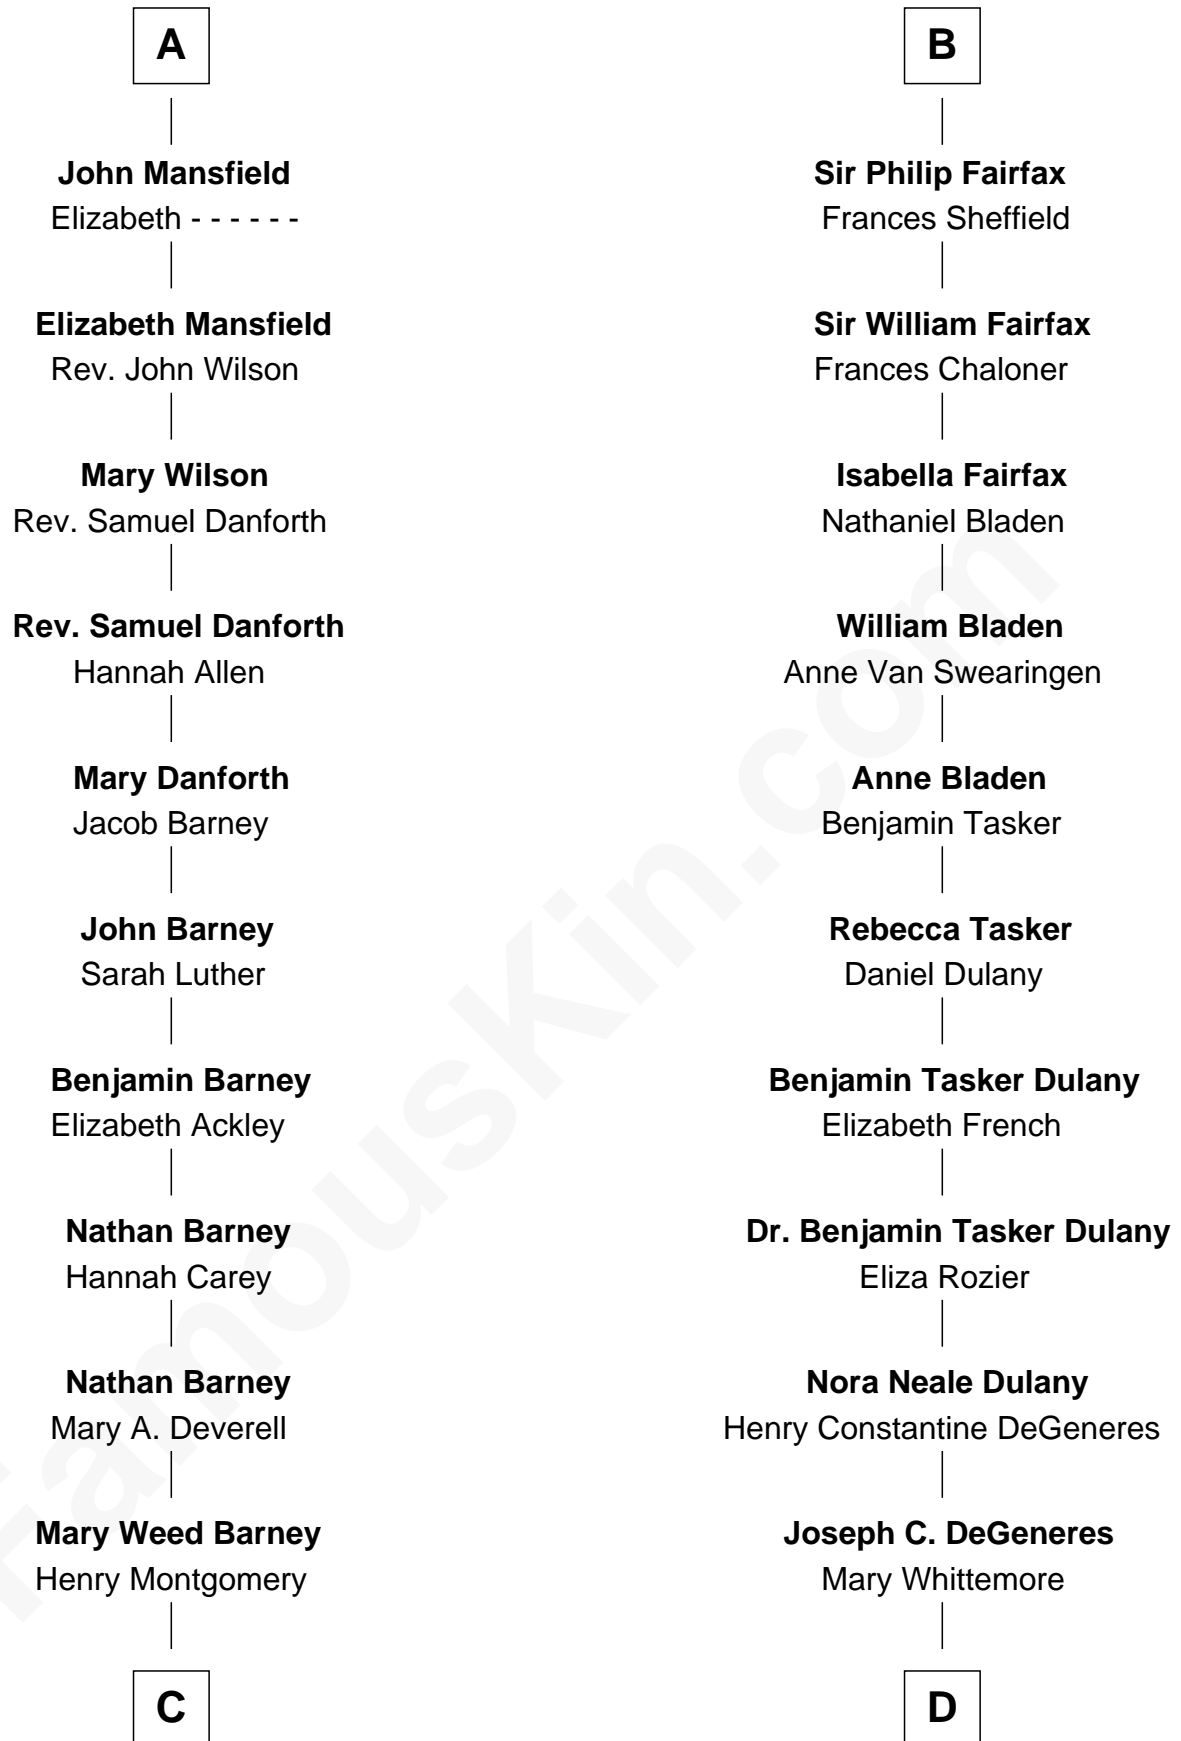 A
John Mansfield
Elizabeth - - - - - -
Elizabeth Mansfield
Rev. John Wilson
Mary Wilson
Rev. Samuel Danforth
Rev. Samuel Danforth
Hannah Allen
Mary Danforth
Jacob Barney
John Barney
Sarah Luther
Benjamin Barney
Elizabeth Ackley
Nathan Barney
Hannah Carey
Nathan Barney
Mary A. Deverell
Mary Weed Barney
Henry Montgomery
C
B
Sir Philip Fairfax
Frances Sheffield
Sir William Fairfax
Frances Chaloner
Isabella Fairfax
Nathaniel Bladen
William Bladen
Anne Van Swearingen
Anne Bladen
Benjamin Tasker
Rebecca Tasker
Daniel Dulany
Benjamin Tasker Dulany
Elizabeth French
Dr. Benjamin Tasker Dulany
Eliza Rozier
Nora Neale Dulany
Henry Constantine DeGeneres
Joseph C. DeGeneres
Mary Whittemore
D
FamousKin.com